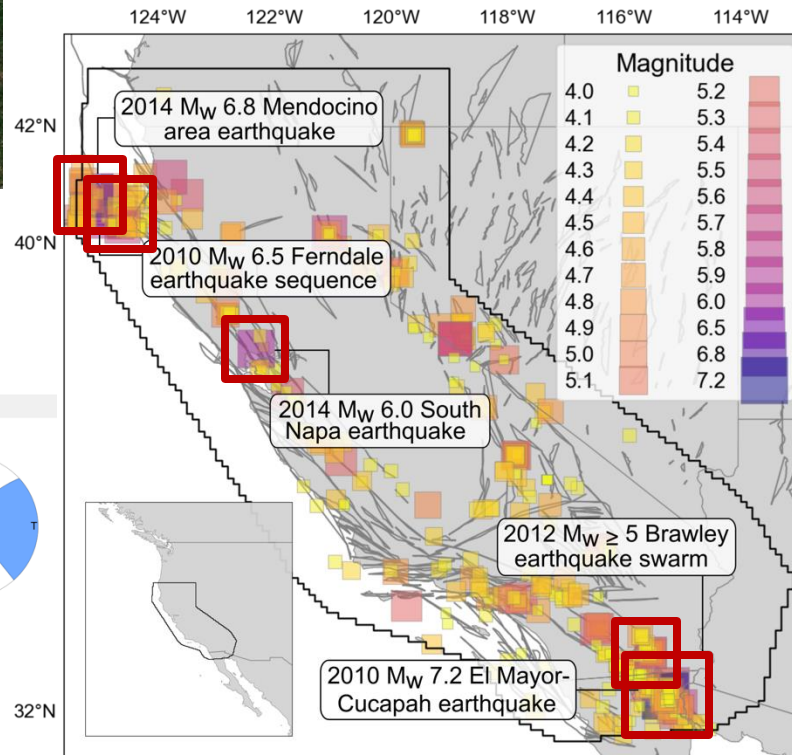 124°W 122°W 120°W 118°W 116°W 114°W
42°N
40°N
32°N
Magnitude
4.0 5.2
4.1 5.3
4.2 5.4
4.3 5.5
4.4 5.6
4.5 5.7
4.6 5.8
4.7 5.9
4.8 6.0
4.9 6.5
5.0 6.8
5.1 7.2
2014 Mw 6.8 Mendocino
area earthquake
2010 Mw 6.5 Ferndale
earthquake sequence
2014 Mw 6.0 South
Napa earthquake
T
2012 Mw ≥ 5 Brawley
earthquake swarm
2010 Mw 7.2 El Mayor-
Cucapah earthquake